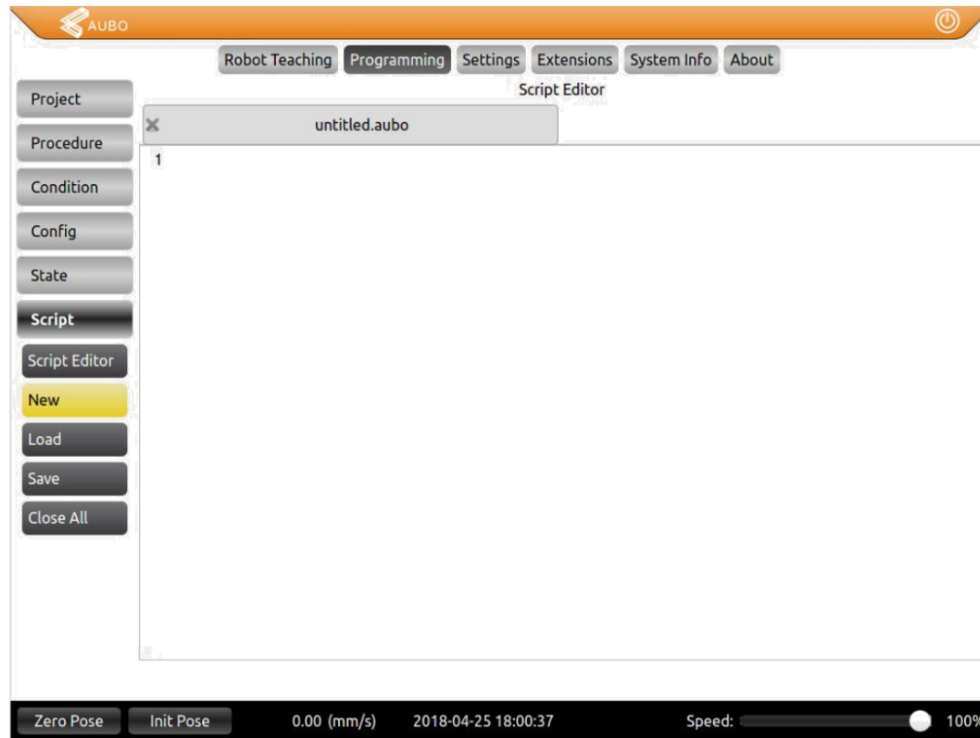 AUBO
Robot Teaching Programming Settings Extensions System Info About
Script Editor
Project
Procedure
Condition
Config
State
Script
Script Editor
New
Load
Save
Close All
untitled.aubo
1
Zero Pose Init Pose 0.00 (mm/s) 2018-04-25 18:00:37 Speed: 100%